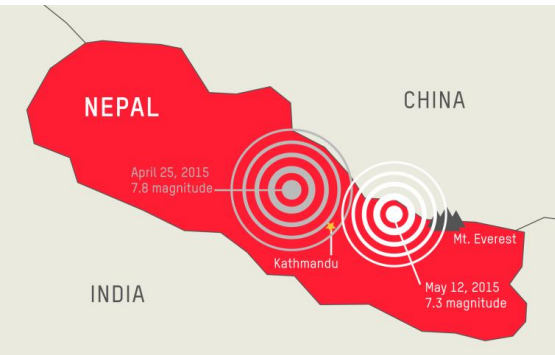 NEPAL
CHINA
April 25, 2015
7.8 magnitude
Mt. Everest
Kathmandu
INDIA
May 12, 2015
7.3 magnitude